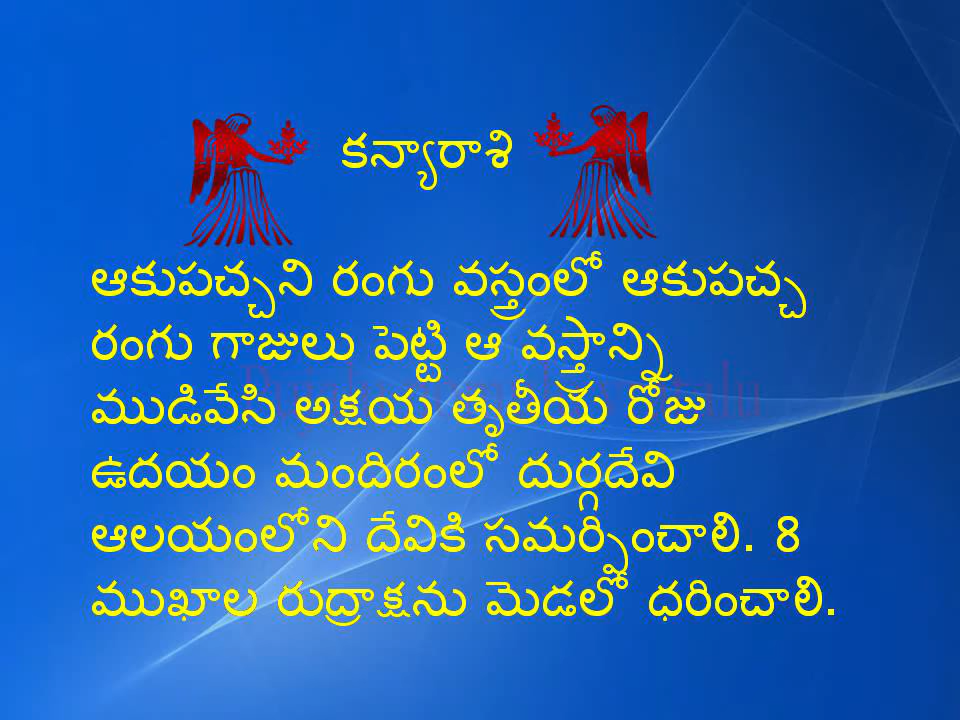 కన్యారాశి
ఆకుపచ్చని రంగు వస్త్రంలో ఆకుపచ్చ
రంగు గాజులు పెట్టి ఆ వస్త్రాన్ని
ముడివేసి అక్షయ తృతీయ రోజు
ఉదయం మందిరంలో దుర్గదేవి
ఆలయంలోని దేవికి సమర్పించాలి. 8
ముఖాల రుద్రాక్షను మెడలో ధరించాలి.